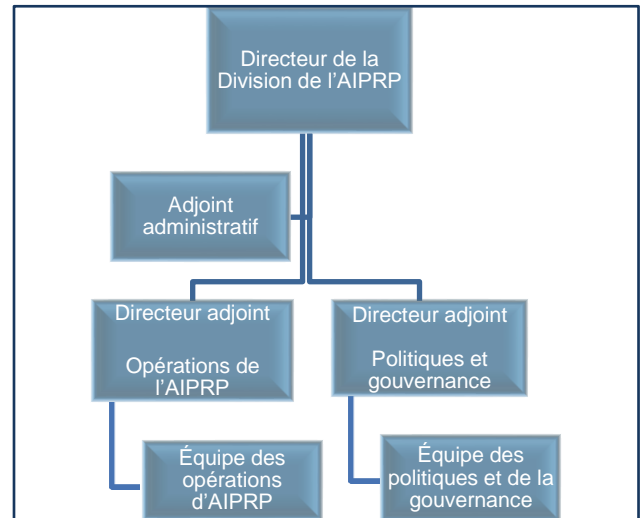 Directeur de la
Division de l'AIPRP
Adjoint
administratif
Directeur adjoint
Opérations de
l'AIPRP
Directeur adjoint
Politiques et
gouvernance
Équipe des
opérations
d'AIPRP
Équipe des
politiques et de la
gouvernance